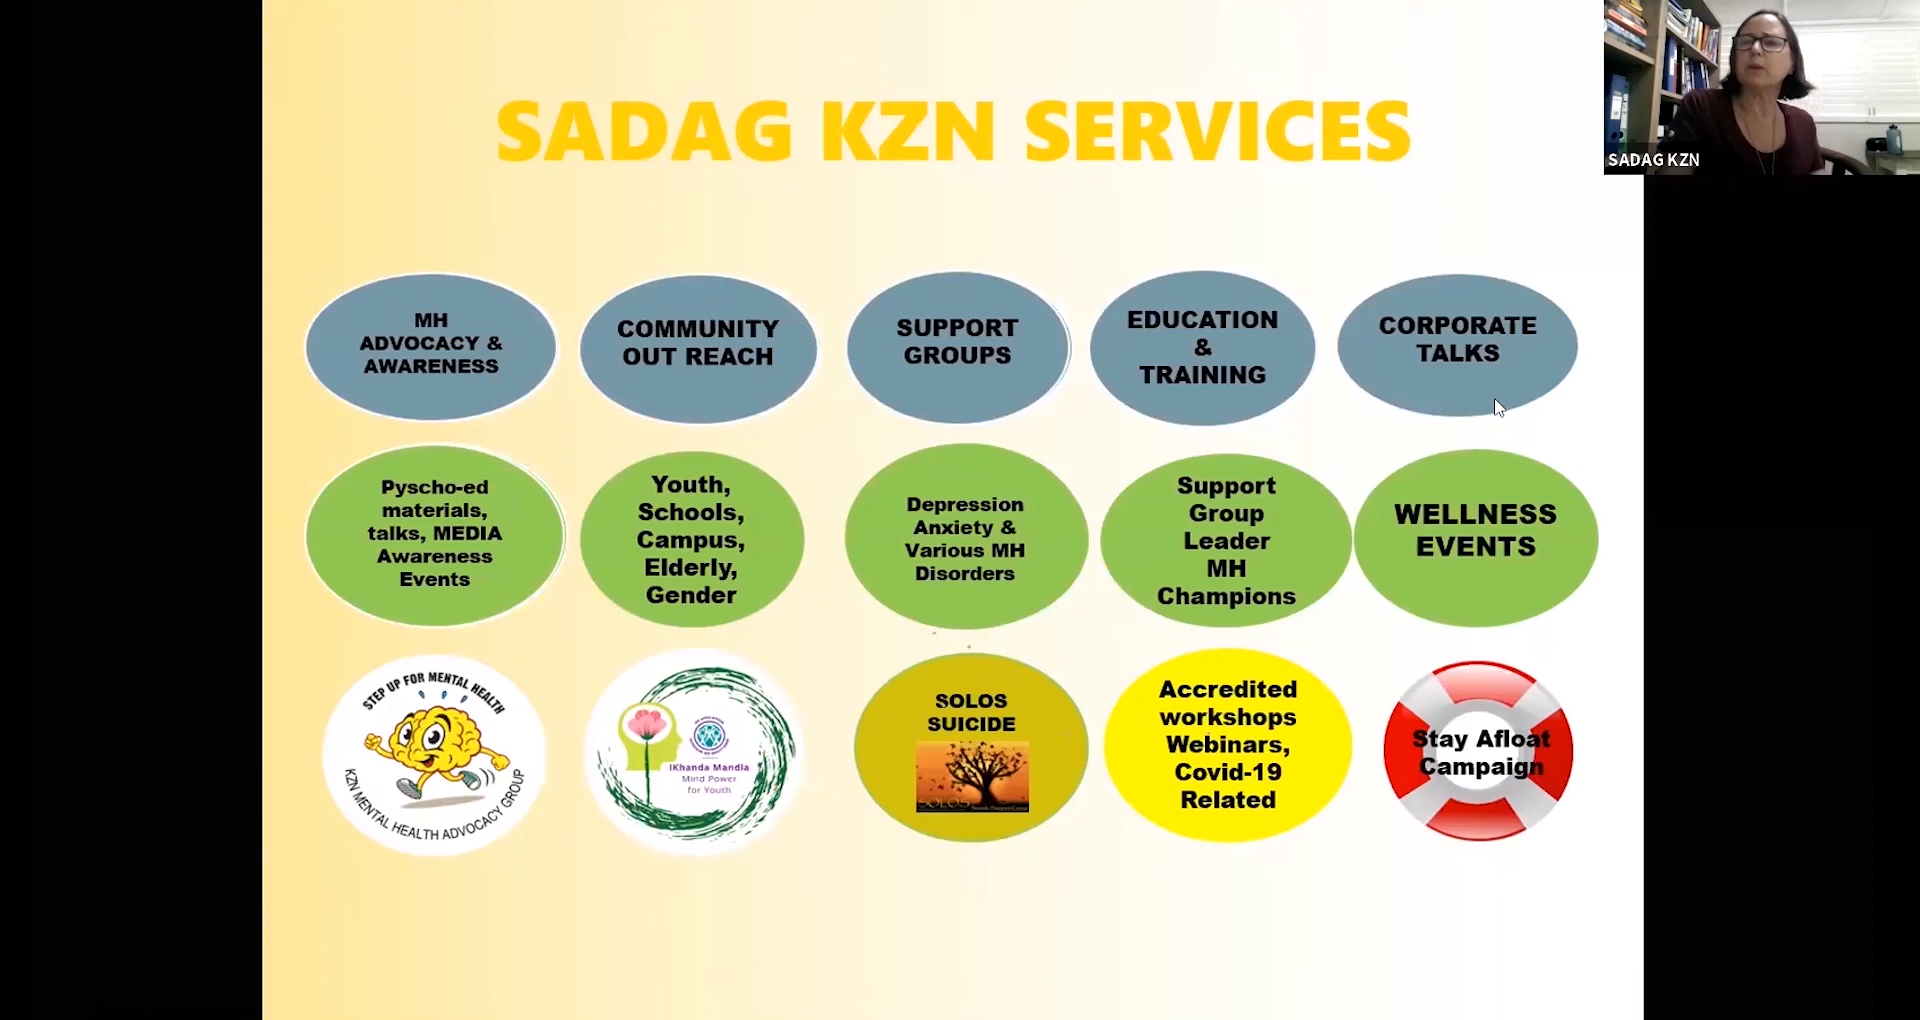 SADAG KZN SERVICES
SADAG KZN
MH
ADVOCACY &
AWARENESS
COMMUNITY
OUT REACH
SUPPORT
GROUPS
EDUCATION
&
TRAINING
CORPORATE
TALKS
Pyscho-ed
materials,
talks, MEDIA
Awareness
Events
Youth,
Schools,
Campus,
Elderly,
Gender
Depression
Anxiety &
Various MH
Disorders
Support
Group
Leader
MH
Champions
WELLNESS
EVENTS
STEP UP FOR MENTAL HEALTH
KZN MENTAL HEALTH ADVOCACY GROUP
iKhanda Mandla
Mind Power
for Youth
SOLOS
SUICIDE
SOLOS
Accredited
workshops
Webinars,
Covid-19
Related
Stay Afloat
Campaign